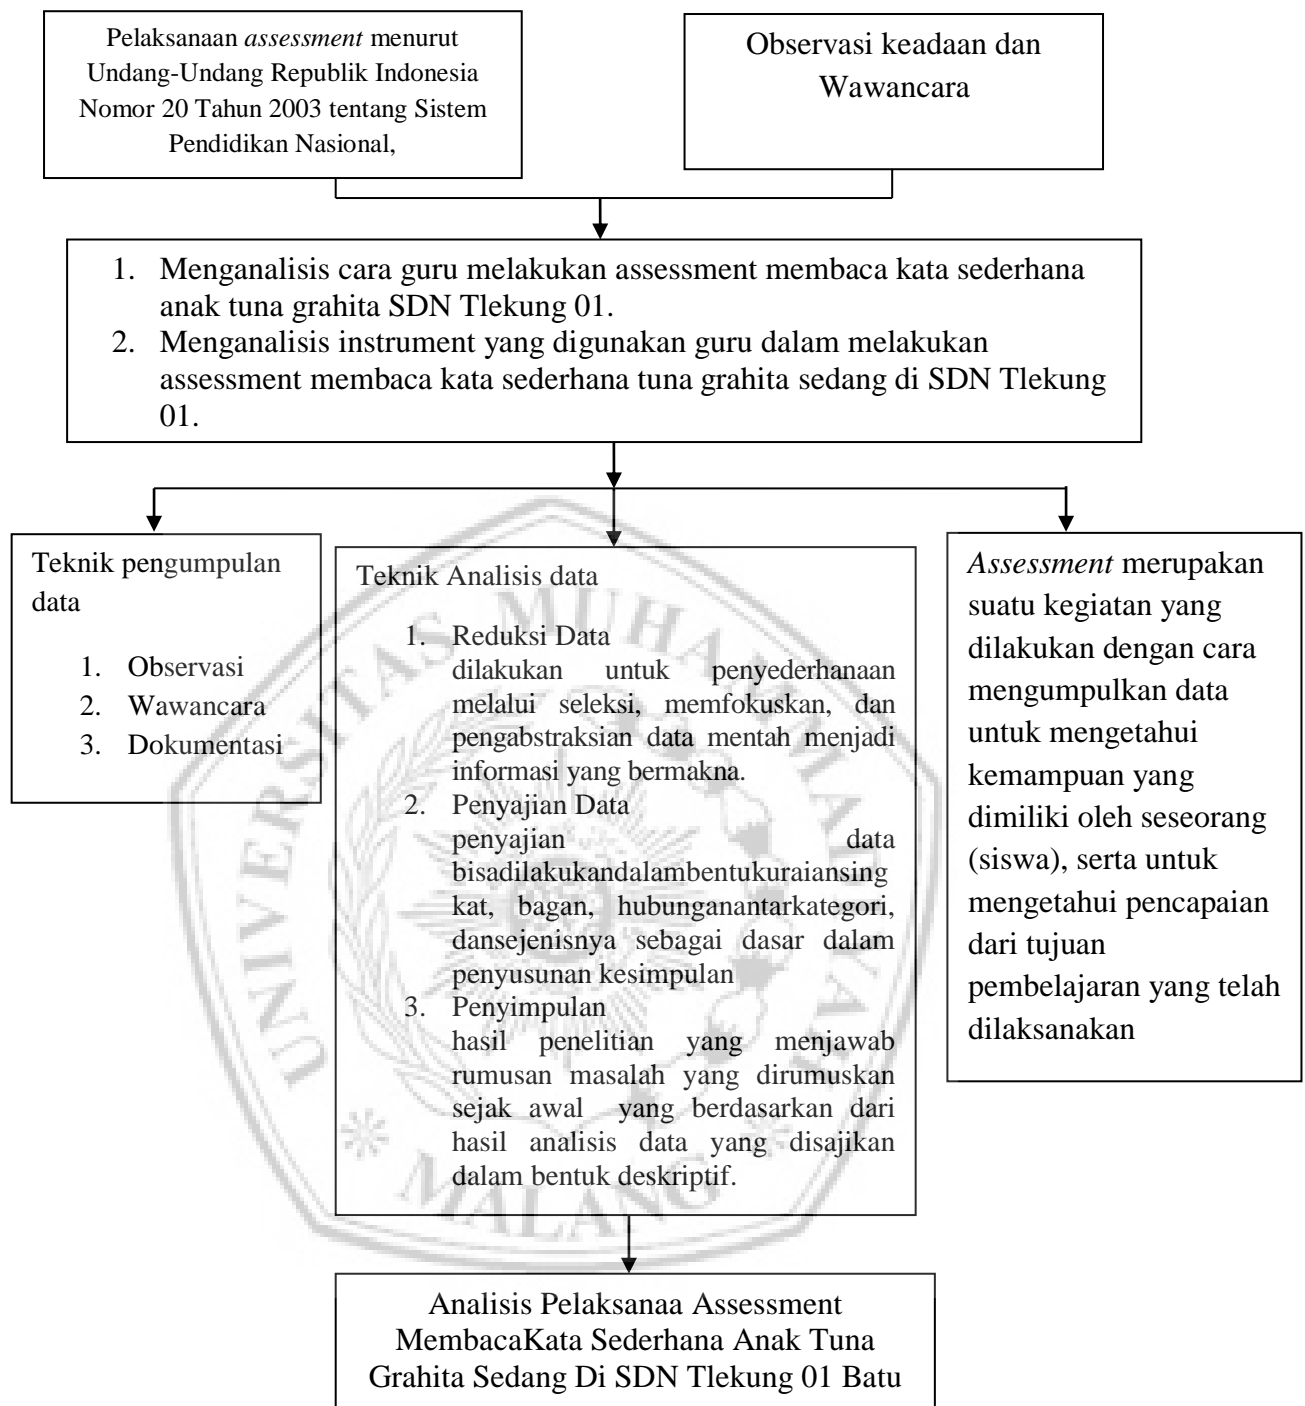 Pelaksanaan assessment menurut
Undang-Undang Republik Indonesia
Nomor 20 Tahun 2003 tentang Sistem
Pendidikan Nasional,
Observasi keadaan dan
Wawancara
1. Menganalisis cara guru melakukan assessment membaca kata sederhana
anak tuna grahita SDN Tlekung 01.
2. Menganalisis instrument yang digunakan guru dalam melakukan
assessment membaca kata sederhana tuna grahita sedang di SDN Tlekung
01.
Teknik pengumpulan
data
1. Observasi
2. Wawancara
3. Dokumentasi
Teknik Analisis data
1. Reduksi Data
dilakukan untuk penyederhanaan
melalui seleksi, memfokuskan, dan
pengabstraksian data mentah menjadi
informasi yang bermakna.
2. Penyajian Data
penyajian data
bisadilakukandalambentukuraiansing
kat, bagan, hubunganantarkategori,
dansejenisnya sebagai dasar dalam
penyusunan kesimpulan
3. Penyimpulan
hasil penelitian yang menjawab
rumusan masalah yang dirumuskan
sejak awal yang berdasarkan dari
hasil analisis data yang disajikan
dalam bentuk deskriptif.
Assessment merupakan
suatu kegiatan yang
dilakukan dengan cara
mengumpulkan data
untuk mengetahui
kemampuan yang
dimiliki oleh seseorang
(siswa), serta untuk
mengetahui pencapaian
dari tujuan
pembelajaran yang telah
dilaksanakan
Analisis Pelaksanaa Assessment
MembacaKata Sederhana Anak Tuna
Grahita Sedang Di SDN Tlekung 01 Batu
UNIVERSITAS MUHAMMADIYAH
MALANG